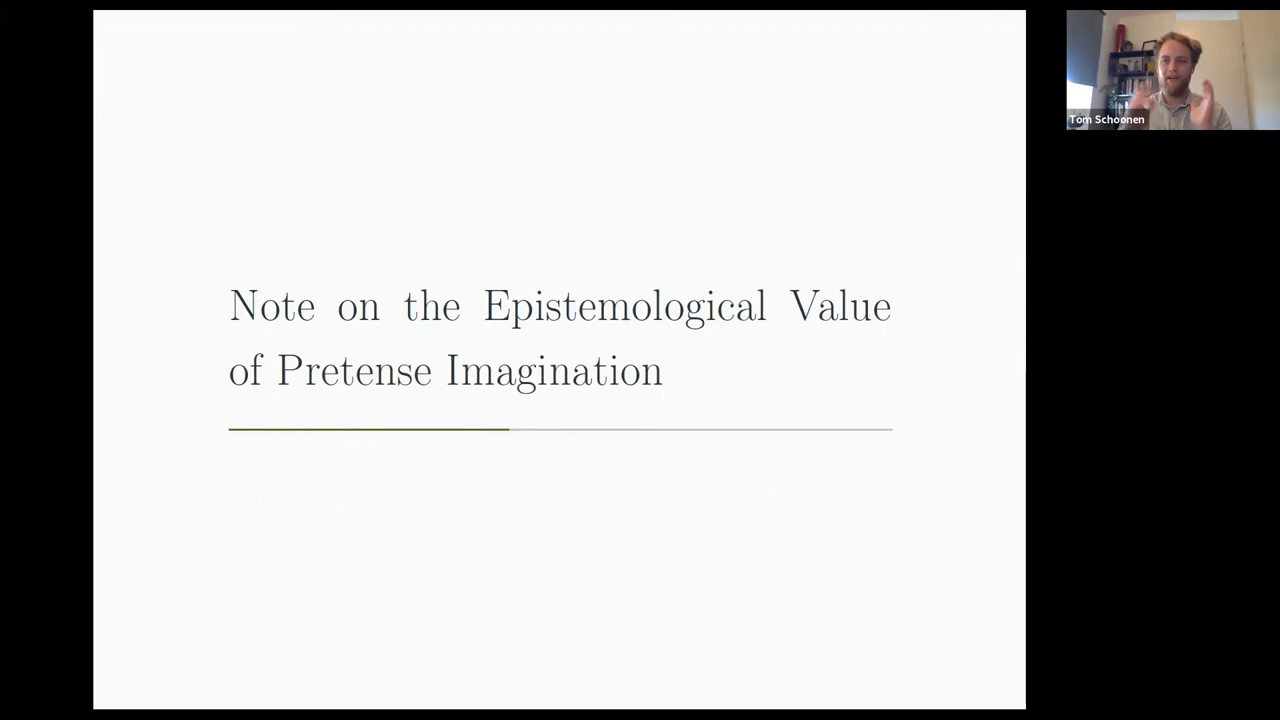 Note on the Epistemological Value
of Pretense Imagination
Tom Schoonen